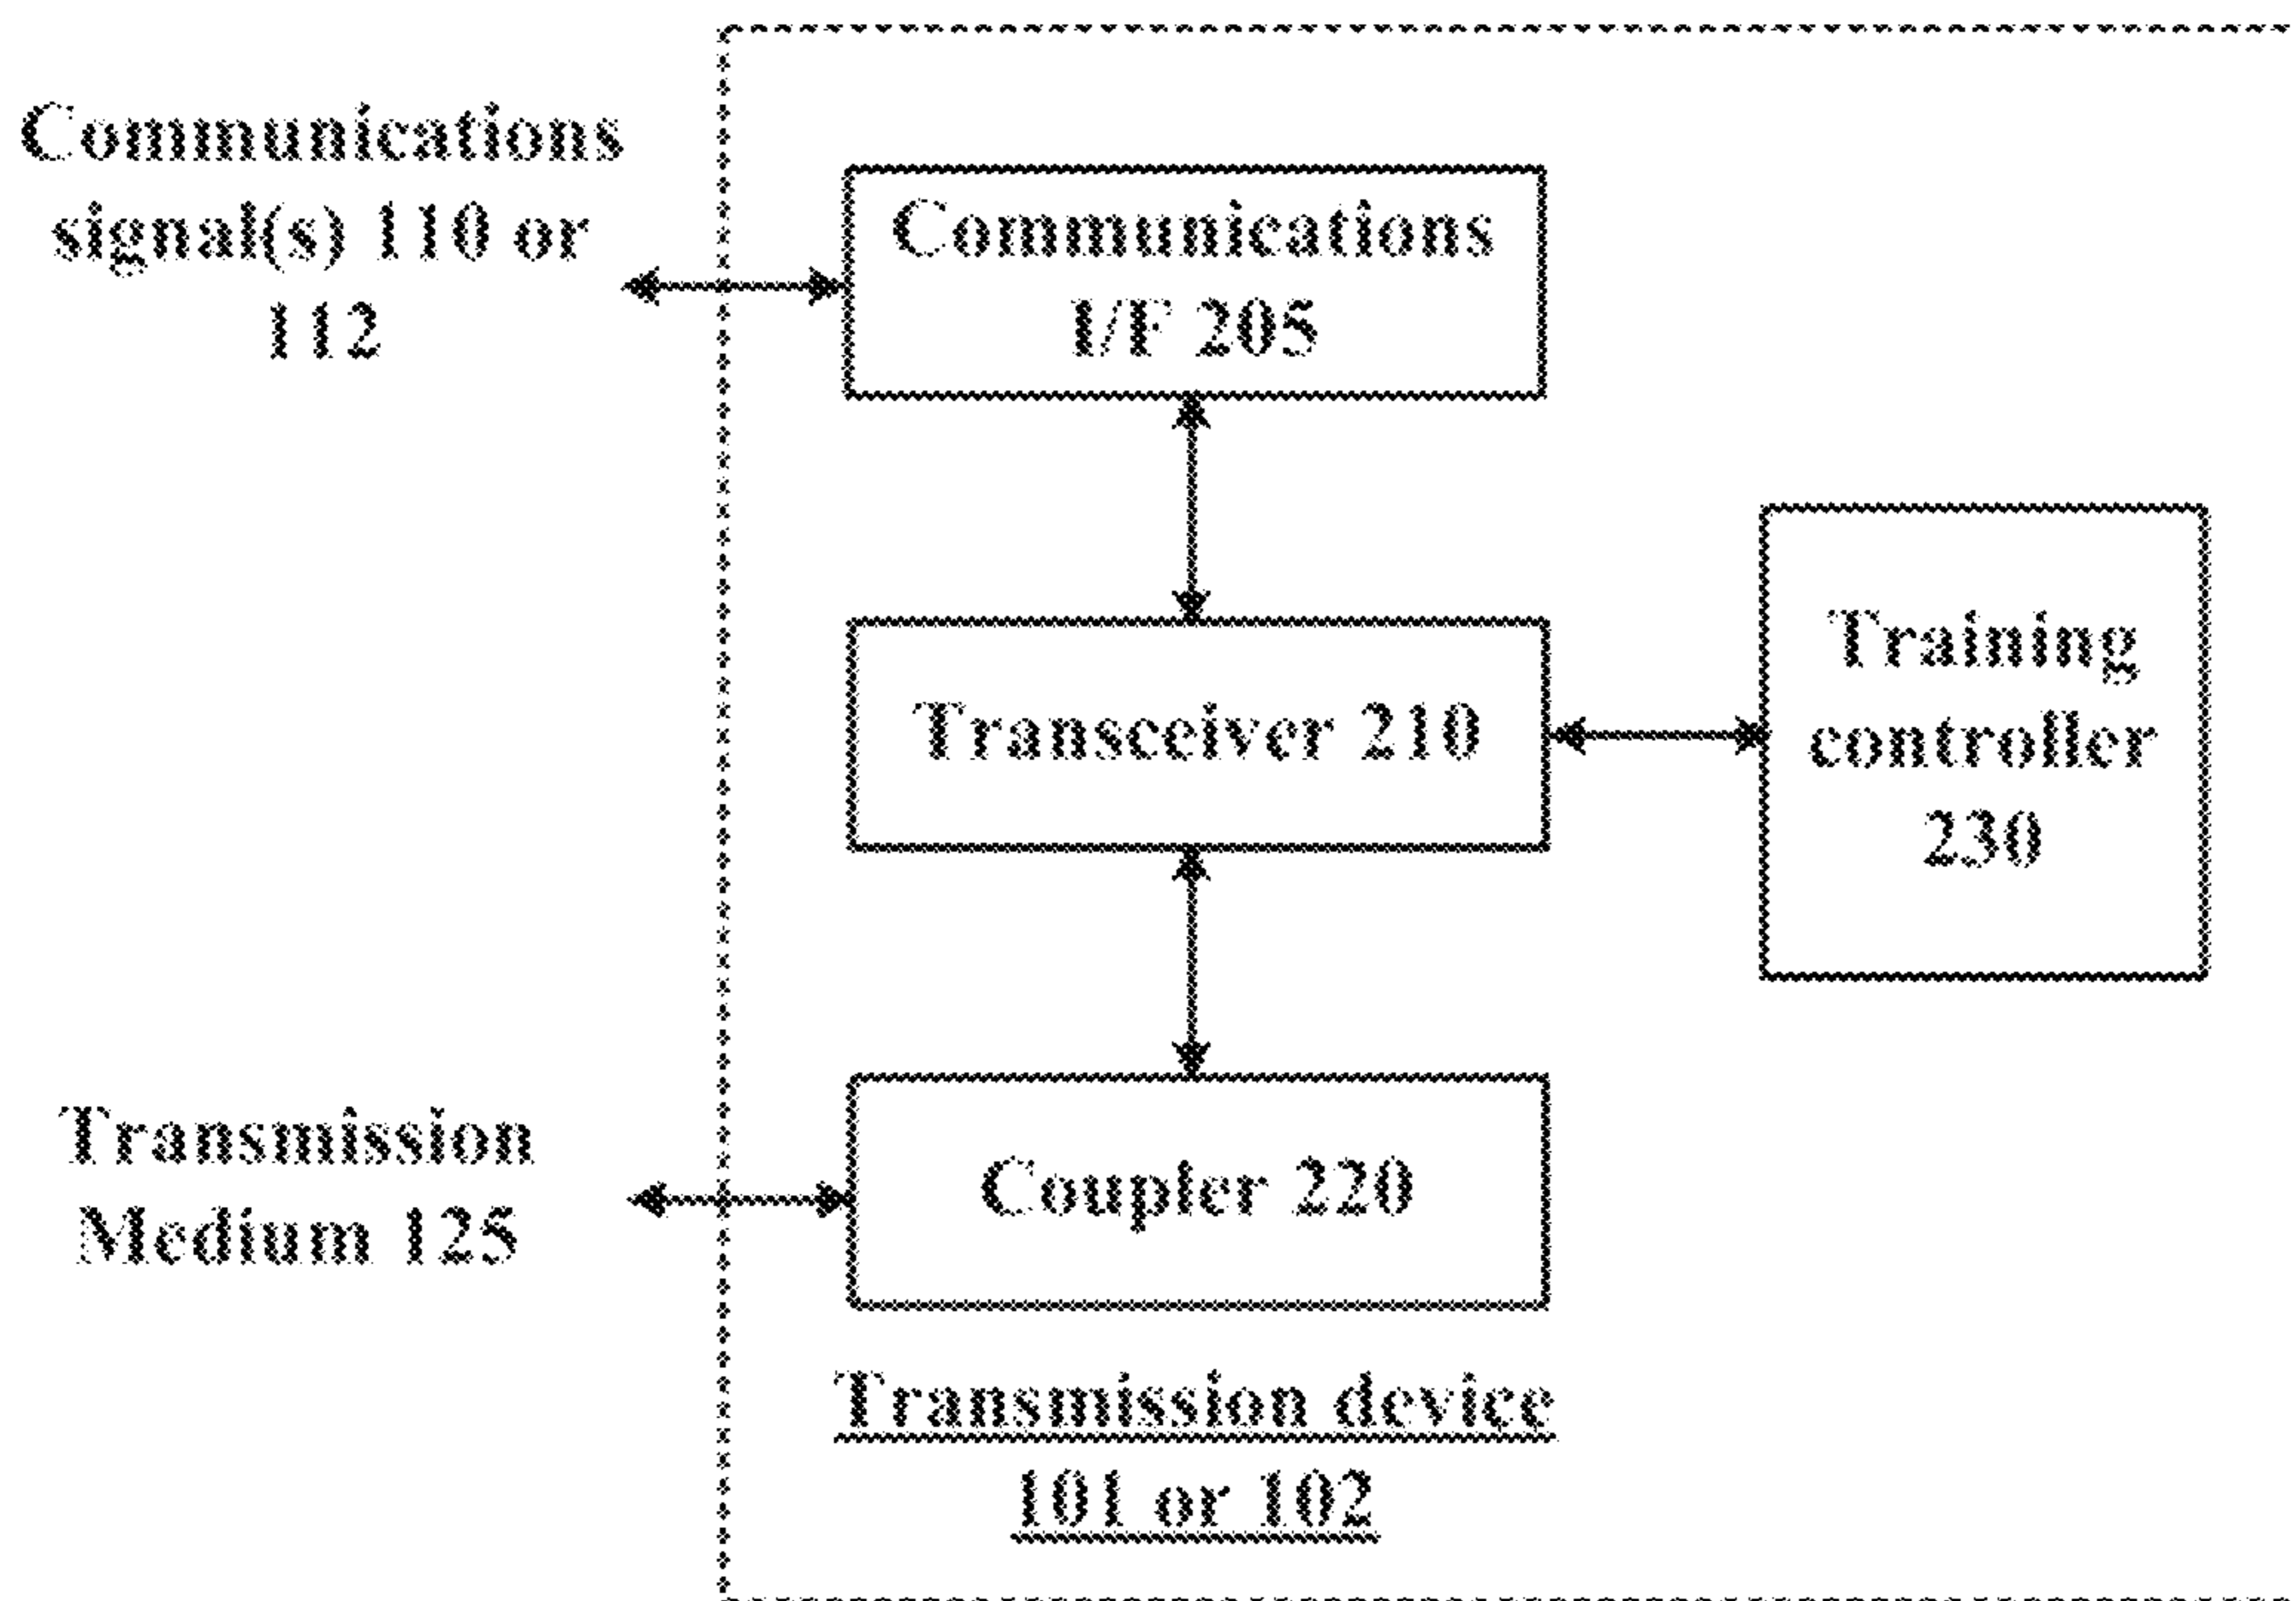 Communications
signal(s) 110 or
112
Communications
I/F 205
Transceiver 210
Training
controller
230
Transmission
Medium 125
Coupler 220
Transmission device
101 or 102